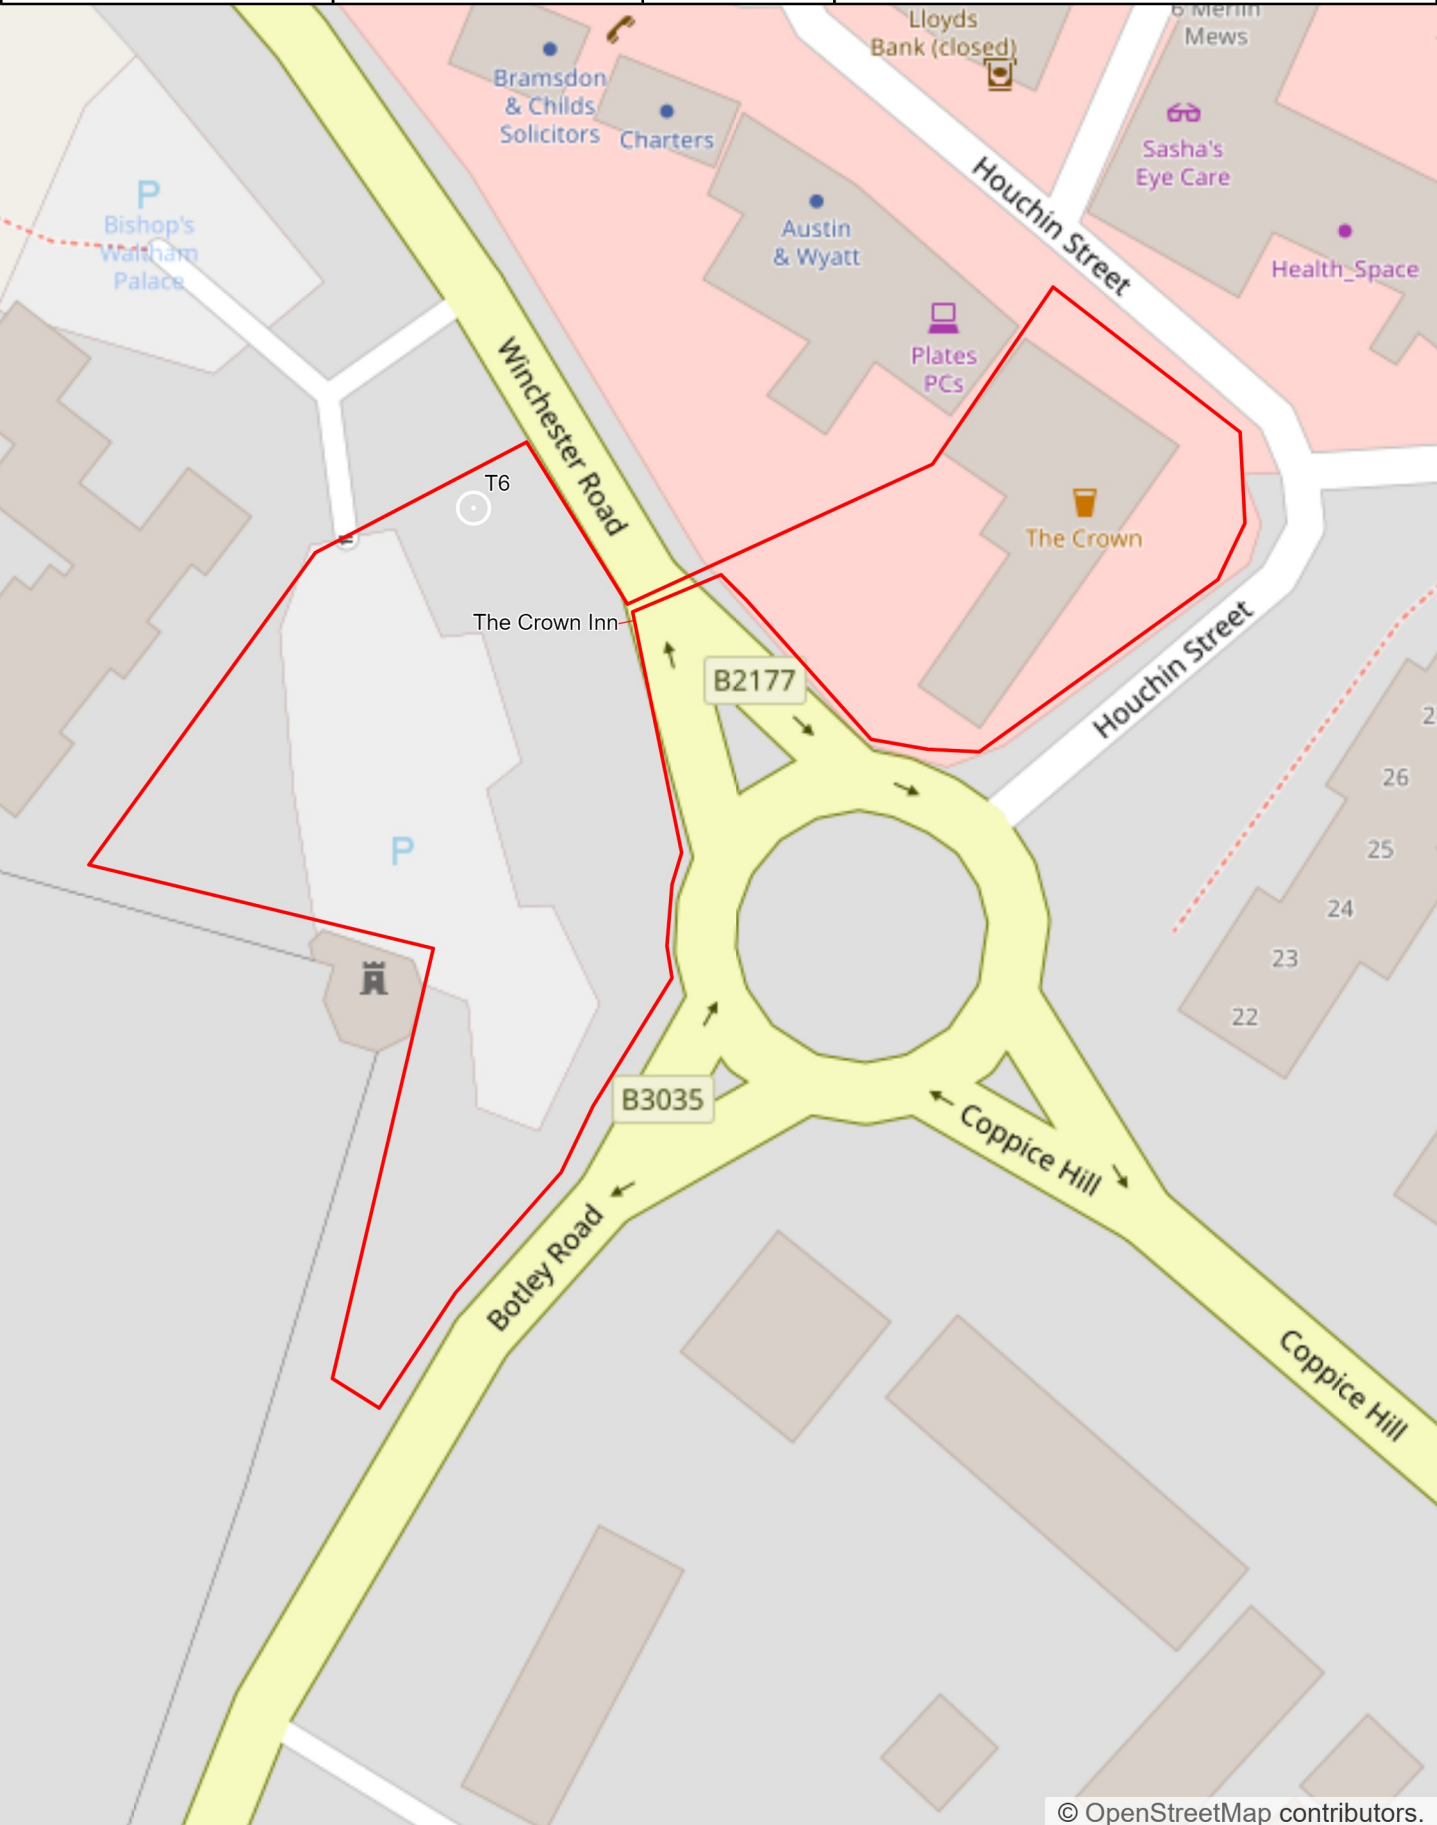 Lloyds
Bank (closed)
6 Merlin
Mews
Bramsdon
& Childs
Solicitors
Charters
Sasha's
Eye Care
Houchin Street
P
Bishop's
Waltham
Palace
Austin
& Wyatt
Health_Space
Plates
PCs
Winchester Road
T6
The Crown
The Crown Inn
B2177
Houchin Street
2
26
25
24
23
22
P
B3035
Coppice Hill
Botley Road
Coppice Hill
© OpenStreetMap contributors.